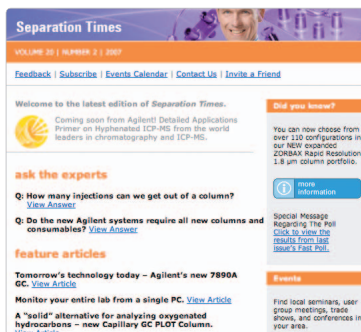 Separation Times
VOLUME 20 | NUMBER 2 | 2007
Feedback | Subscribe | Events Calendar | Contact Us | Invite a Friend
Welcome to the latest edition of Separation Times.
Coming soon from Agilent! Detailed Applications
Primer on Hyphenated ICP-MS from the world
leaders in chromatography and ICP-MS.
ask the experts
Q: How many injections can we get out of a column?
View Answer
Q: Do the new Agilent systems require all new columns and
consumables? View Answer
feature articles
Tomorrow's technology today – Agilent's new 7890A
GC. View Article
Monitor your entire lab from a single PC. View Article
A "solid" alternative for analyzing oxygenated
hydrocarbons – new Capillary GC PLOT Column.
View Article
Did you know?
You can now choose from
over 110 configurations in
our NEW expanded
ZORBAX Rapid Resolution
1.8 µm column portfolio.
more
information
Special Message
Regarding The Poll
Click to view the
results from last
issue's Fast Poll.
Events
Find local seminars, user
group meetings, trade
shows, and conferences in
your area.